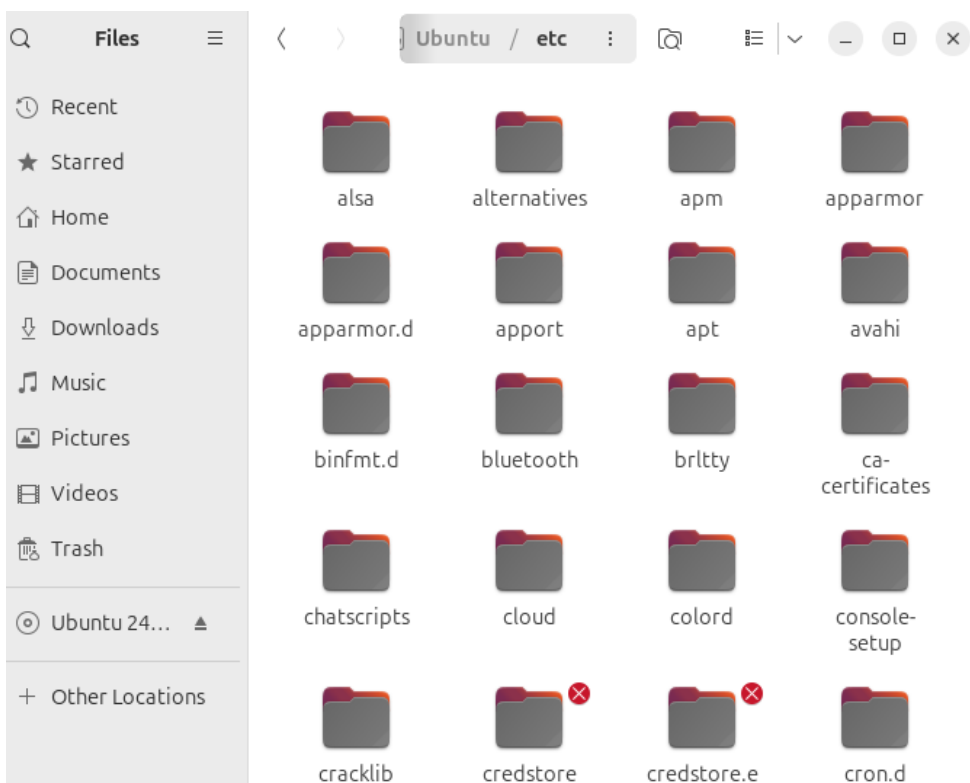 Files
Ubuntu / etc
Recent
Starred
Home
Documents
Downloads
Music
Pictures
Videos
Trash
Ubuntu 24...
Other Locations
alsa
alternatives
apm
apparmor
apparmor.d
apport
apt
avahi
binfmt.d
bluetooth
brltty
ca-
certificates
chatscripts
cloud
colord
console-
setup
cracklib
credstore
credstore.e
cron.d